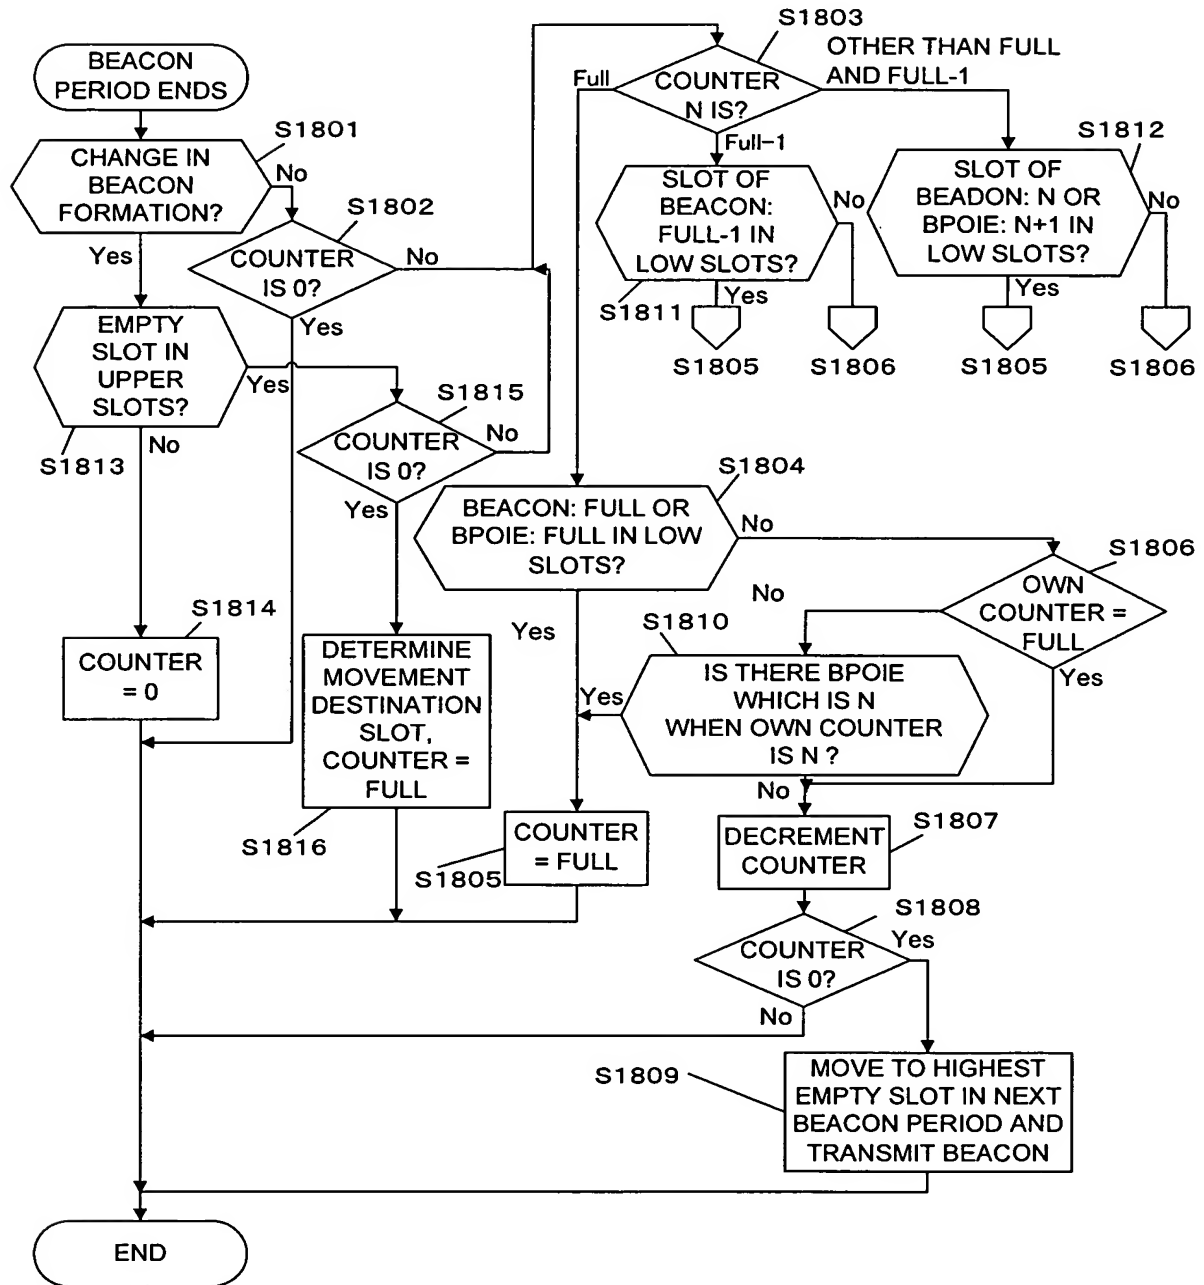 BEACON
PERIOD ENDS
S1801
CHANGE IN
BEACON
FORMATION?
No
Yes
S1802
COUNTER
IS 0?
No
Yes
S1803
COUNTER
N IS?
Full
Full-1
OTHER THAN FULL
AND FULL-1
SLOT OF
BEACON:
FULL-1 IN
LOW SLOTS?
No
Yes
S1811
S1805
S1806
S1812
SLOT OF
BEADON: N OR
BPOIE: N+1 IN
LOW SLOTS?
No
Yes
S1805
S1806
EMPTY
SLOT IN
UPPER
SLOTS?
Yes
No
S1813
S1815
COUNTER
IS 0?
No
Yes
S1804
BEACON: FULL OR
BPOIE: FULL IN LOW
SLOTS?
No
Yes
S1806
OWN
COUNTER =
FULL
No
Yes
S1810
IS THERE BPOIE
WHICH IS N
WHEN OWN COUNTER
IS N ?
Yes
No
S1814
COUNTER
= 0
DETERMINE
MOVEMENT
DESTINATION
SLOT,
COUNTER =
FULL
S1816
COUNTER
= FULL
S1805
DECREMENT
COUNTER
S1807
S1808
COUNTER
IS 0?
Yes
No
S1809
MOVE TO HIGHEST
EMPTY SLOT IN NEXT
BEACON PERIOD AND
TRANSMIT BEACON
END